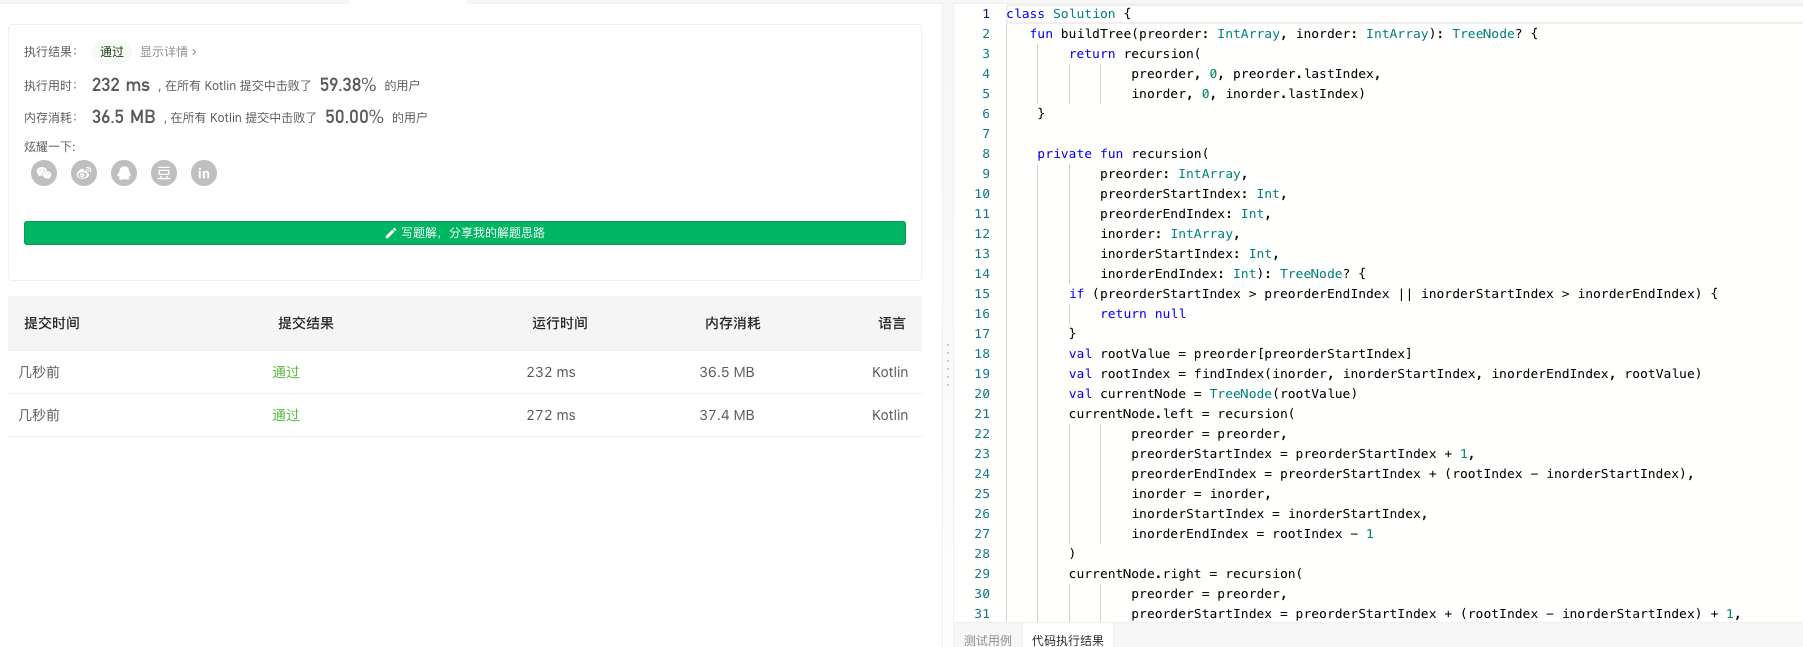 执行结果： 通过 显示详情 ›
执行用时： 232 ms , 在所有 Kotlin 提交中击败了 59.38% 的用户
内存消耗： 36.5 MB , 在所有 Kotlin 提交中击败了 50.00% 的用户
炫耀一下:
豆 in
写题解，分享我的解题思路
提交时间 提交结果 运行时间 内存消耗 语言
几秒前 通过 232 ms 36.5 MB Kotlin
几秒前 通过 272 ms 37.4 MB Kotlin
1 class Solution {
2 fun buildTree(preorder: IntArray, inorder: IntArray): TreeNode? {
3 return recursion(
4 preorder, 0, preorder.lastIndex,
5 inorder, 0, inorder.lastIndex)
6 }
7
8 private fun recursion(
9 preorder: IntArray,
10 preorderStartIndex: Int,
11 preorderEndIndex: Int,
12 inorder: IntArray,
13 inorderStartIndex: Int,
14 inorderEndIndex: Int): TreeNode? {
15 if (preorderStartIndex > preorderEndIndex || inorderStartIndex > inorderEndIndex) {
16 return null
17 }
18 val rootValue = preorder[preorderStartIndex]
19 val rootIndex = findIndex(inorder, inorderStartIndex, inorderEndIndex, rootValue)
20 val currentNode = TreeNode(rootValue)
21 currentNode.left = recursion(
22 preorder = preorder,
23 preorderStartIndex = preorderStartIndex + 1,
24 preorderEndIndex = preorderStartIndex + (rootIndex - inorderStartIndex),
25 inorder = inorder,
26 inorderStartIndex = inorderStartIndex,
27 inorderEndIndex = rootIndex - 1
28 )
29 currentNode.right = recursion(
30 preorder = preorder,
31 preorderStartIndex = preorderStartIndex + (rootIndex - inorderStartIndex) + 1,
测试用例 代码执行结果